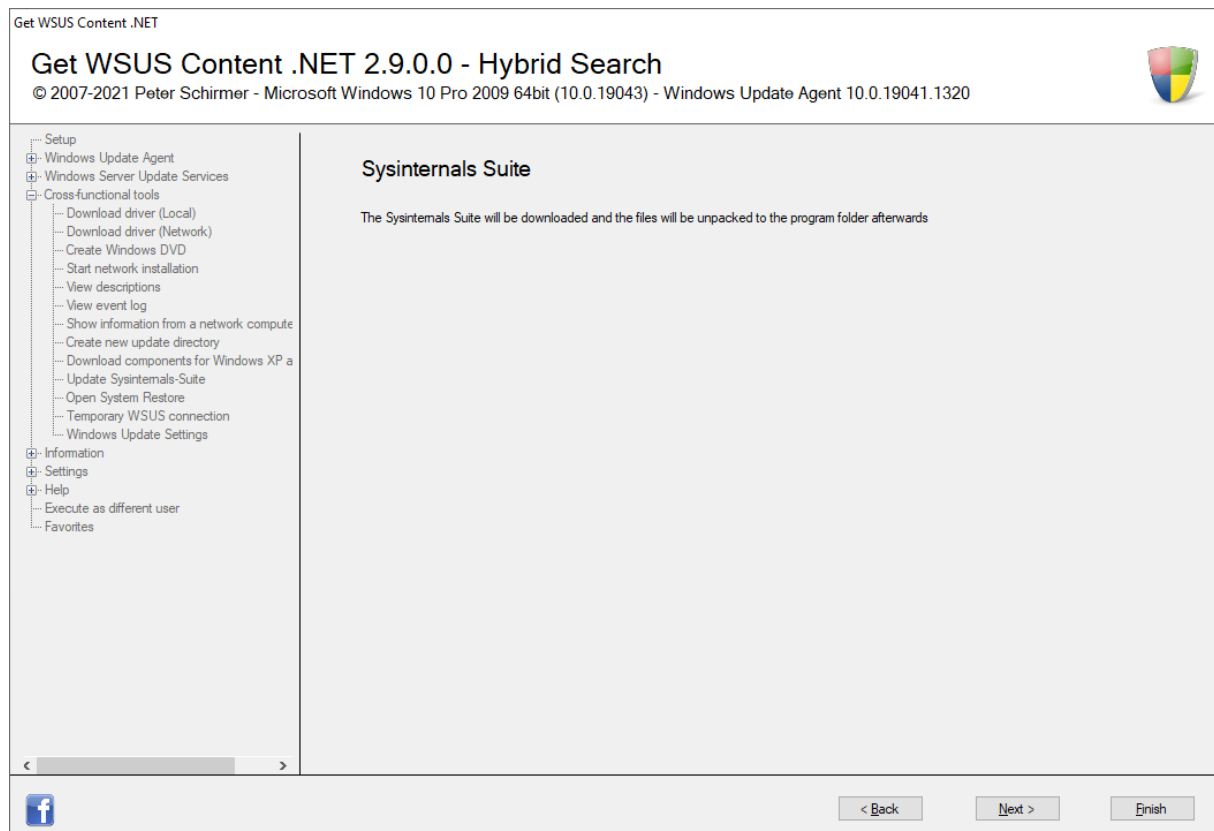 Get WSUS Content .NET
Get WSUS Content .NET 2.9.0.0 - Hybrid Search
© 2007-2021 Peter Schirmer - Microsoft Windows 10 Pro 2009 64bit (10.0.19043) - Windows Update Agent 10.0.19041.1320
Setup
Windows Update Agent
Windows Server Update Services
Cross-functional tools
Download driver (Local)
Download driver (Network)
Create Windows DVD
Start network installation
View descriptions
View event log
Show information from a network compute
Create new update directory
Download components for Windows XP a
Update Sysinternals-Suite
Open System Restore
Temporary WSUS connection
Windows Update Settings
Information
Settings
Help
Execute as different user
Favorites
Sysinternals Suite
The Sysinternals Suite will be downloaded and the files will be unpacked to the program folder afterwards
< Back
Next >
Finish